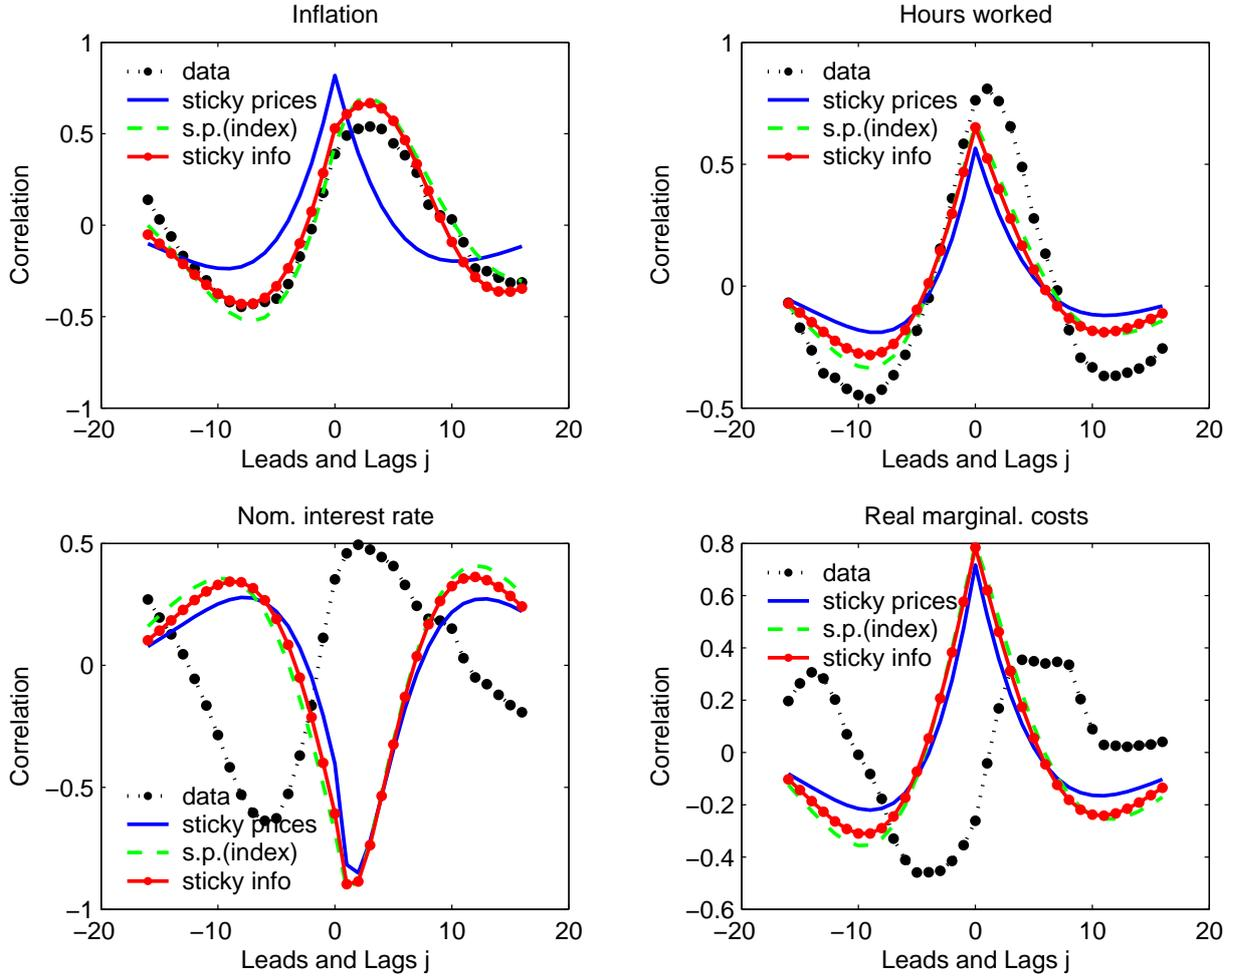 Inflation
1
0.5
0
−0.5
−1
−20
−10
0
10
20
Correlation
Leads and Lags j
data
sticky prices
s.p.(index)
sticky info
Hours worked
1
0.5
0
−0.5
−20
−10
0
10
20
Correlation
Leads and Lags j
data
sticky prices
s.p.(index)
sticky info
Nom. interest rate
0.5
0
−0.5
−1
−20
−10
0
10
20
Correlation
Leads and Lags j
data
sticky prices
s.p.(index)
sticky info
Real marginal. costs
0.8
0.6
0.4
0.2
0
−0.2
−0.4
−0.6
−20
−10
0
10
20
Correlation
Leads and Lags j
data
sticky prices
s.p.(index)
sticky info